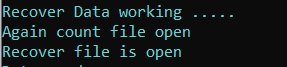 Recover Data working .....
Again count file open
Recover file is open